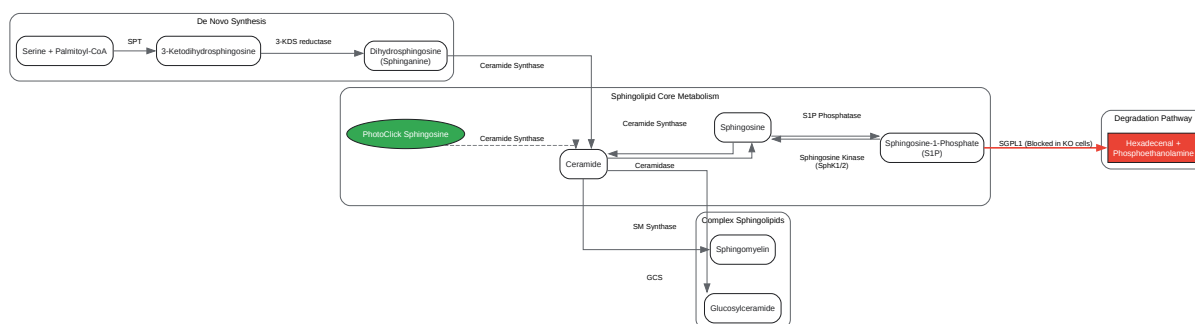 De Novo Synthesis
Serine + Palmitoyl-CoA
SPT
3-Ketodihydrosphingosine
3-KDS reductase
Dihydrosphingosine
(Sphinganine)
Ceramide Synthase
Sphingolipid Core Metabolism
PhotoClick Sphingosine
Ceramide Synthase
Ceramide Synthase
Sphingosine
S1P Phosphatase
Sphingosine Kinase
(SphK1/2)
Sphingosine-1-Phosphate
(S1P)
Ceramide
Ceramidase
SGPL1 (Blocked in KO cells)
Degradation Pathway
Hexadecenal +
Phosphoethanolamine
SM Synthase
Complex Sphingolipids
Sphingomyelin
GCS
Glucosylceramide